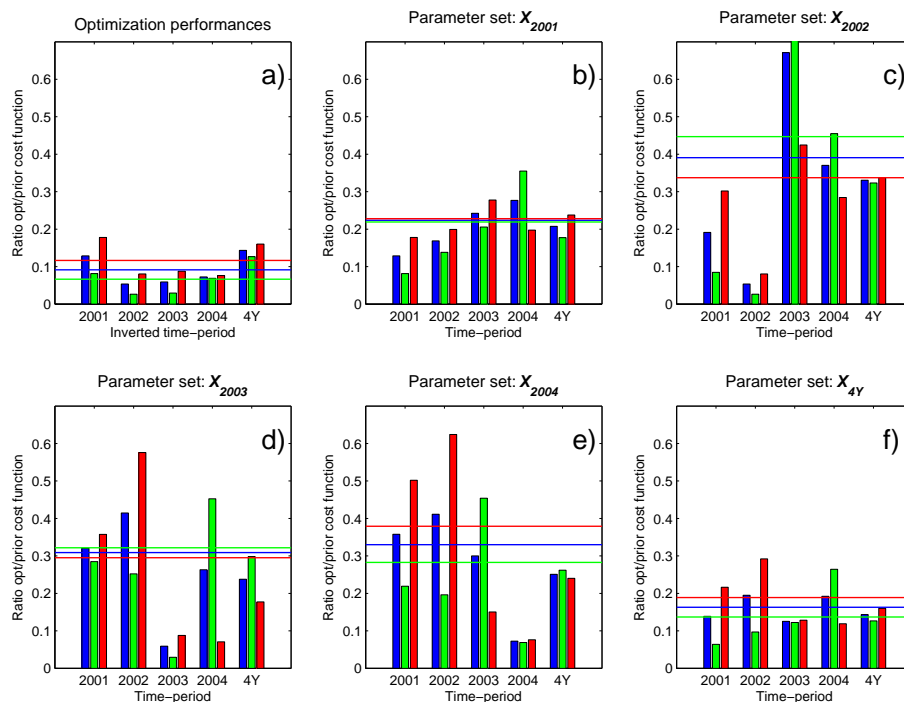 Optimization performances
Ratio opt/prior cost function
0.6
0.5
0.4
0.3
0.2
0.1
0
a)
2001 2002 2003 2004 4Y
Inverted time−period
Parameter set: X2001
Ratio opt/prior cost function
0.6
0.5
0.4
0.3
0.2
0.1
0
b)
2001 2002 2003 2004 4Y
Time−period
Parameter set: X2002
Ratio opt/prior cost function
0.6
0.5
0.4
0.3
0.2
0.1
0
c)
2001 2002 2003 2004 4Y
Time−period
Parameter set: X2003
Ratio opt/prior cost function
0.6
0.5
0.4
0.3
0.2
0.1
0
d)
2001 2002 2003 2004 4Y
Time−period
Parameter set: X2004
Ratio opt/prior cost function
0.6
0.5
0.4
0.3
0.2
0.1
0
e)
2001 2002 2003 2004 4Y
Time−period
Parameter set: X4Y
Ratio opt/prior cost function
0.6
0.5
0.4
0.3
0.2
0.1
0
f)
2001 2002 2003 2004 4Y
Time−period